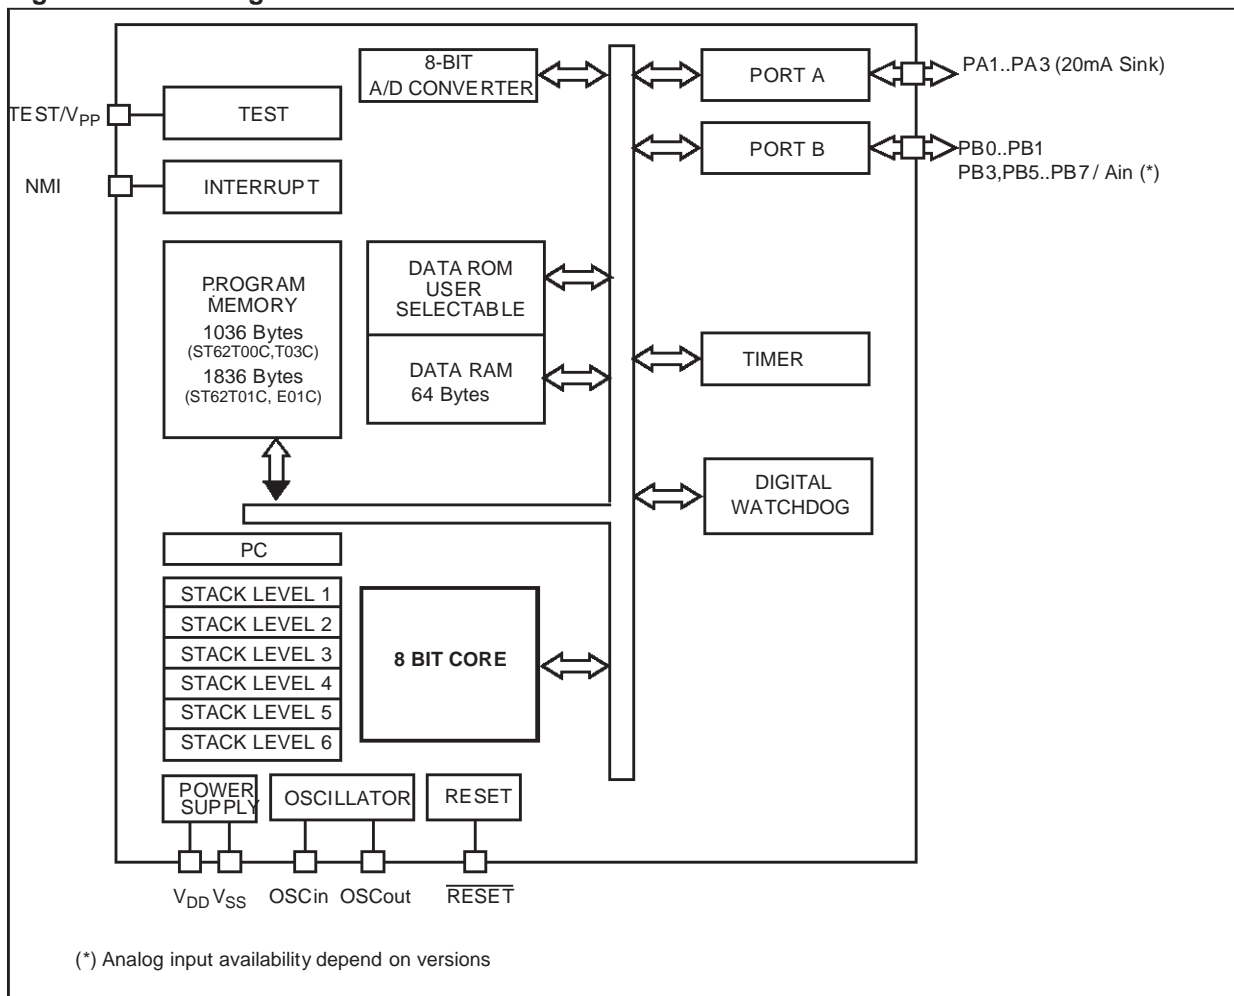 8-BIT
A/D CONVERTER
PORT A
PA1..PA3 (20mA Sink)
TEST/VPP
TEST
PORT B
PB0..PB1
PB3,PB5..PB7 / Ain (*)
NMI
INTERRUPT
PROGRAM
MEMORY
1036 Bytes
(ST62T00C,T03C)
1836 Bytes
(ST62T01C, E01C)
DATA ROM
USER
SELECTABLE
DATA RAM
64 Bytes
TIMER
DIGITAL
WATCHDOG
PC
STACK LEVEL 1
STACK LEVEL 2
STACK LEVEL 3
STACK LEVEL 4
STACK LEVEL 5
STACK LEVEL 6
8 BIT CORE
POWER
SUPPLY
OSCILLATOR
RESET
VDD VSS
OSCin OSCout
RESET
(*) Analog input availability depend on versions